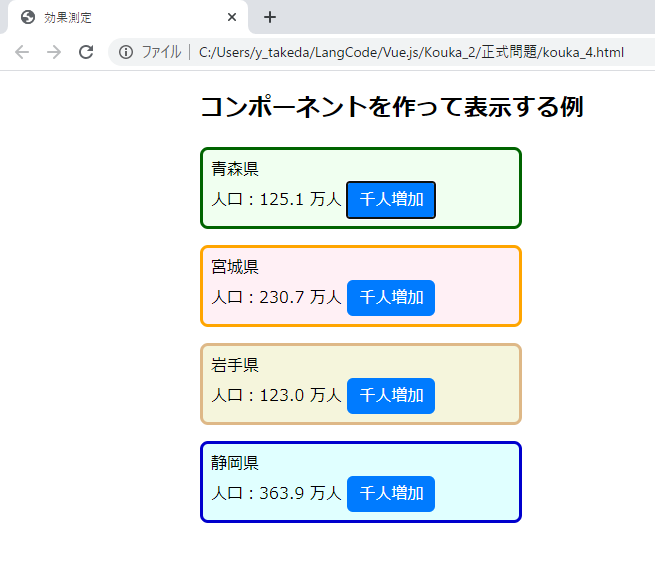 効果測定
ファイル | C:/Users/y_takeda/LangCode/Vue.js/Kouka_2/正式問題/kouka_4.html
コンポーネントを作って表示する例
青森県
人口：125.1 万人 千人増加
宮城県
人口：230.7 万人 千人増加
岩手県
人口：123.0 万人 千人増加
静岡県
人口：363.9 万人 千人増加